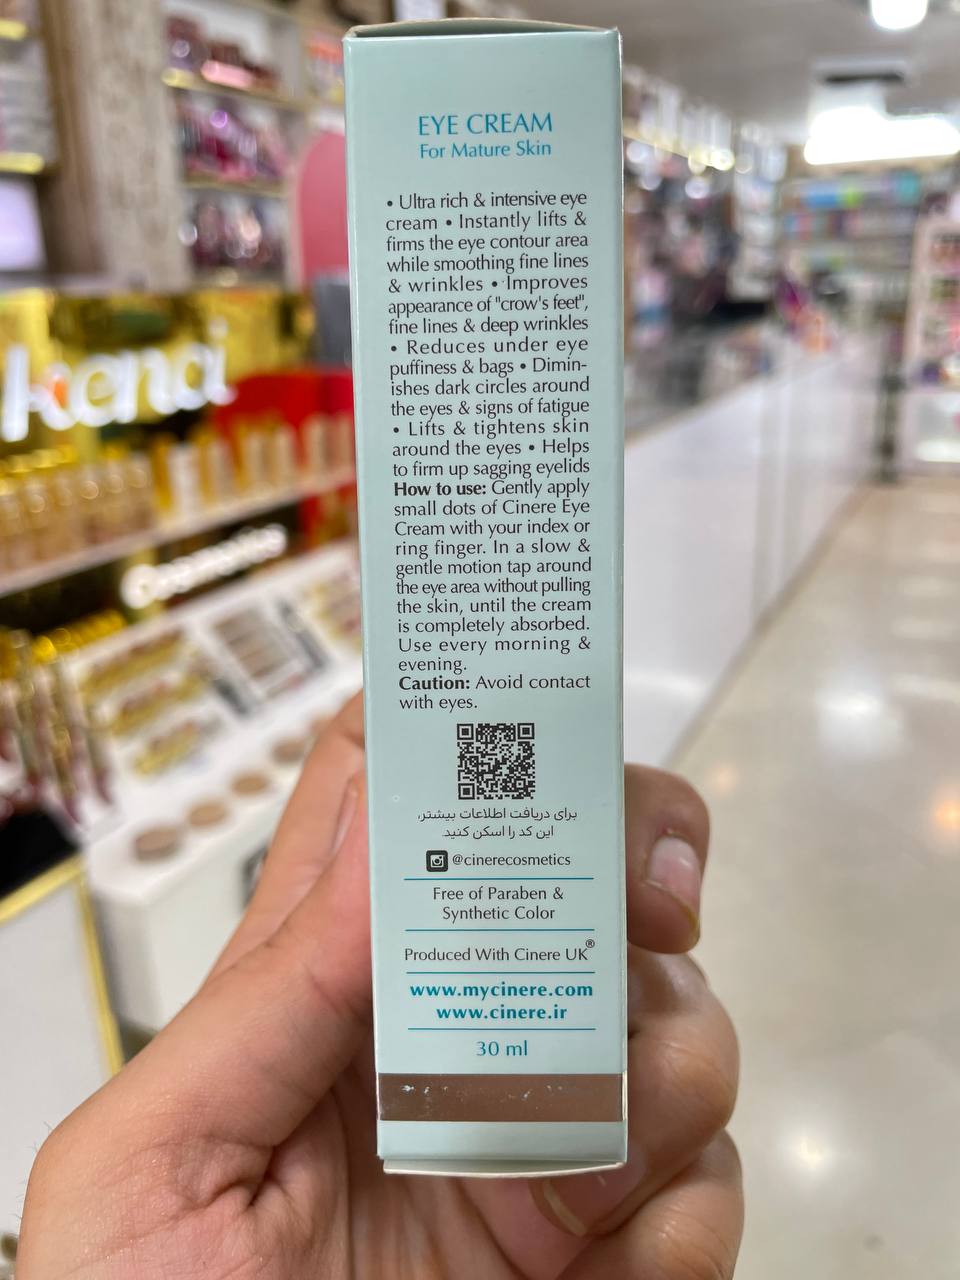 EYE CREAM
For Mature Skin
• Ultra rich & intensive eye
cream • Instantly lifts &
firms the eye contour area
while smoothing fine lines
& wrinkles • Improves
appearance of "crow's feet",
fine lines & deep wrinkles
• Reduces under eye
puffiness & bags • Dimin-
ishes dark circles around
the eyes & signs of fatigue
• Lifts & tightens skin
around the eyes • Helps
to firm up sagging eyelids
How to use: Gently apply
small dots of Cinere Eye
Cream with your index or
ring finger. In a slow &
gentle motion tap around
the eye area without pulling
the skin, until the cream
is completely absorbed.
Use every morning &
evening.
Caution: Avoid contact
with eyes.
برای دریافت اطلاعات بیشتر،
این کد را اسکن کنید.
@cinerecosmetics
Free of Paraben &
Synthetic Color
Produced With Cinere UK®
www.mycinere.com
www.cinere.ir
30 ml
Cosmetics